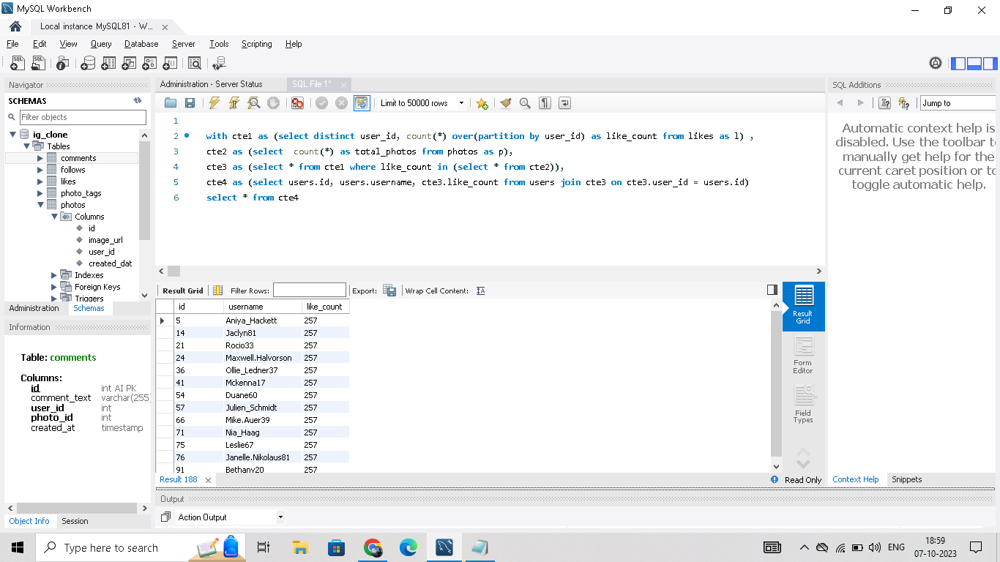 MySQL Workbench
Local instance MySQL81 - W...
File Edit View Query Database Server Tools Scripting Help
Navigator
SCHEMAS
Filter objects
ig_clone
Tables
comments
follows
likes
photo_tags
photos
Columns
id
image_url
user_id
created_dat
Indexes
Foreign Keys
Triggers
Administration Schemas
Information
Table: comments
Columns:
id int AI PK
comment_text varchar(255)
user_id int
photo_id int
created_at timestamp
Object Info Session
Administration - Server Status SQL File 1*
Limit to 50000 rows
1
2 with cte1 as (select distinct user_id, count(*) over(partition by user_id) as like_count from likes as l) ,
3 cte2 as (select  count(*) as total_photos from photos as p),
4 cte3 as (select * from cte1 where like_count in (select * from cte2)),
5 cte4 as (select users.id, users.username, cte3.like_count from users join cte3 on cte3.user_id = users.id)
6 select * from cte4
Result Grid Filter Rows: Export: Wrap Cell Content:
id username like_count
5 Aniya_Hackett 257
14 Jaclyn81 257
21 Rocio33 257
24 Maxwell.Halvorson 257
36 Ollie_Ledner37 257
41 Mckenna17 257
54 Duane60 257
57 Julien_Schmidt 257
66 Mike.Auer39 257
71 Nia_Haag 257
75 Leslie67 257
76 Janelle.Nikolaus81 257
91 Bethany20 257
Result Grid
Form Editor
Field Types
Result 188 Read Only
Output
Action Output
SQL Additions
Jump to
Automatic context help is
disabled. Use the toolbar to
manually get help for the
current caret position or to
toggle automatic help.
Context Help Snippets
Type here to search
ENG
18:59
07-10-2023